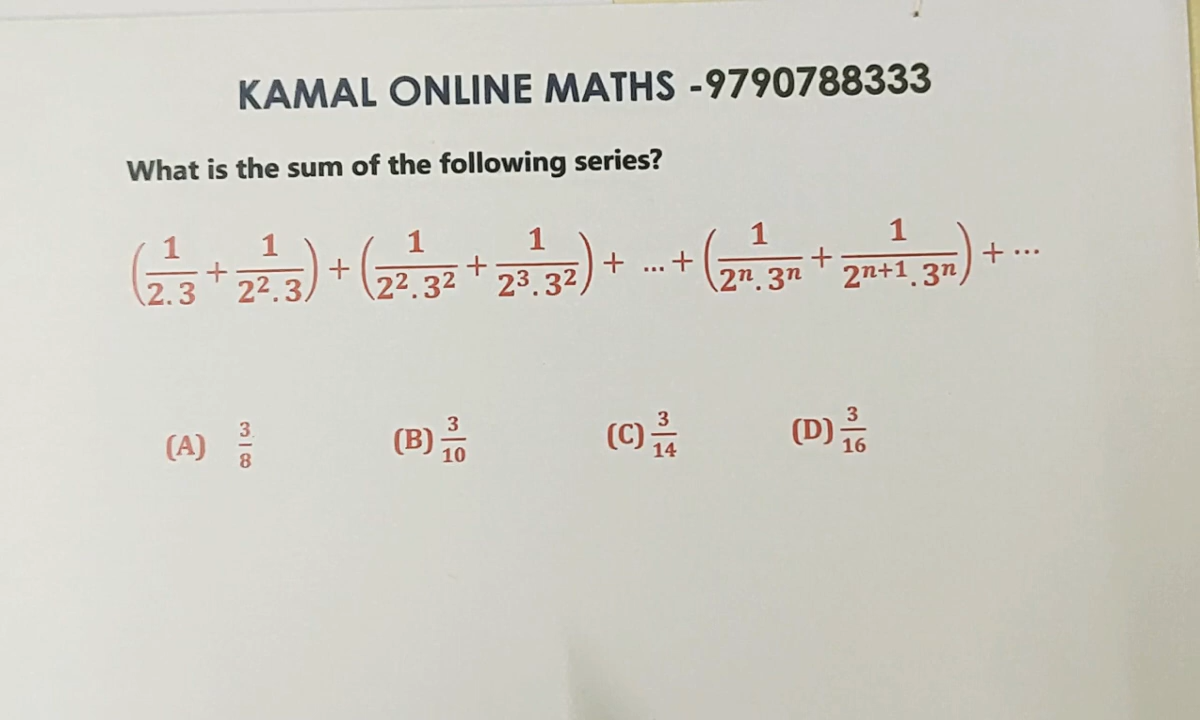 KAMAL ONLINE MATHS -9790788333
What is the sum of the following series?
(1/2.3 + 1/2².3) + (1/2².3² + 1/2³.3²) + ... + (1/2ⁿ.3ⁿ + 1/2ⁿ⁺¹.3ⁿ) + ...
(A) 3/8 (B) 3/10 (C) 3/14 (D) 3/16